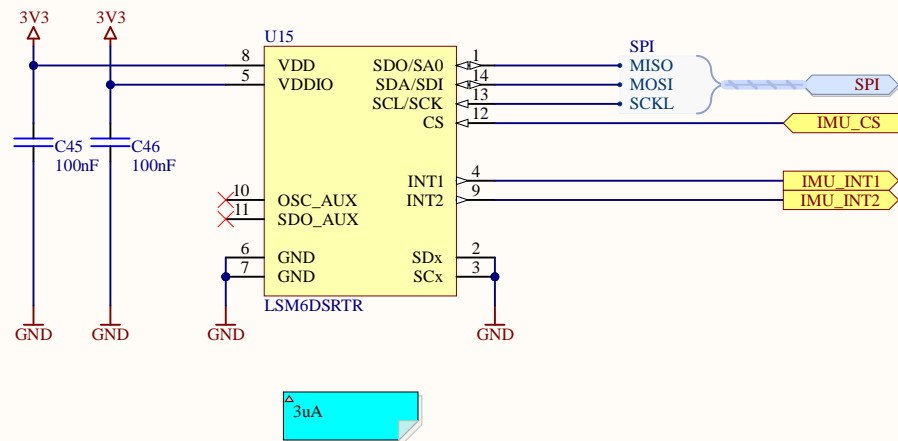 3V3
3V3
U15
8
VDD
5
VDDIO
SDO/SA0
1
SDA/SDI
14
SCL/SCK
13
CS
12
SPI
MISO
MOSI
SCKL
SPI
IMU_CS
C45
100nF
C46
100nF
INT1
4
INT2
9
IMU_INT1
IMU_INT2
10
OSC_AUX
11
SDO_AUX
6
GND
7
GND
SDx
2
SCx
3
LSM6DSRTR
GND
GND
GND
GND
3uA